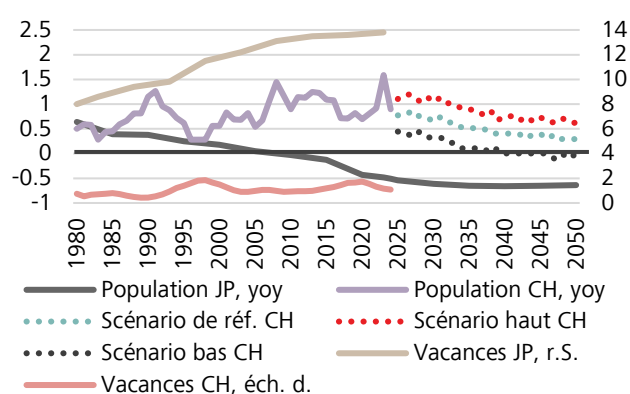 2.5 14
2 12
1.5 10
1 8
0.5 6
0 4
-0.5 2
-1 0
1980 1985 1990 1995 2000 2005 2010 2015 2020 2025 2030 2035 2040 2045 2050
Population JP, yoy Population CH, yoy
Scénario de réf. CH Scénario haut CH
Scénario bas CH Vacances JP, r.S.
Vacances CH, éch. d.